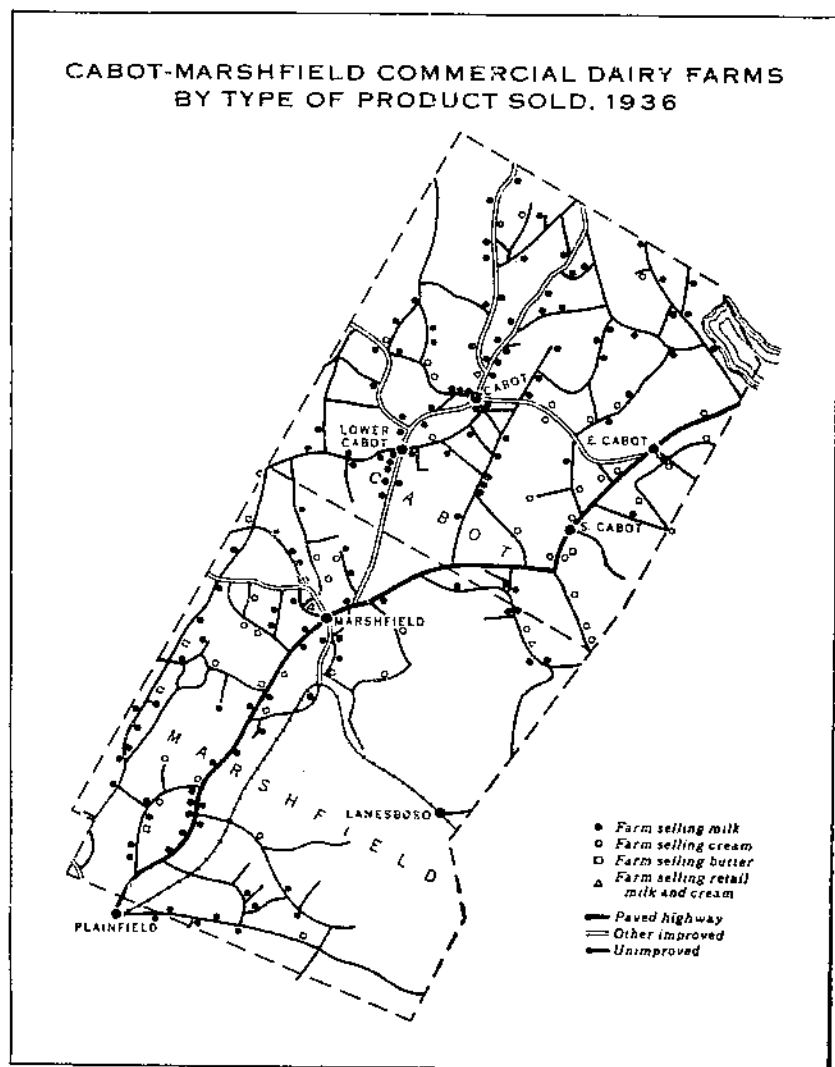 CABOT-MARSHFIELD COMMERCIAL DAIRY FARMS
BY TYPE OF PRODUCT SOLD, 1936
CABOT
LOWER
CABOT
E. CABOT
CABOT
S. CABOT
MARSHFIELD
MARSHFIELD
LANESBORO
PLAINFIELD
Farm selling milk
Farm selling cream
Farm selling butter
Farm selling retail
milk and cream
Paved highway
Other improved
Unimproved